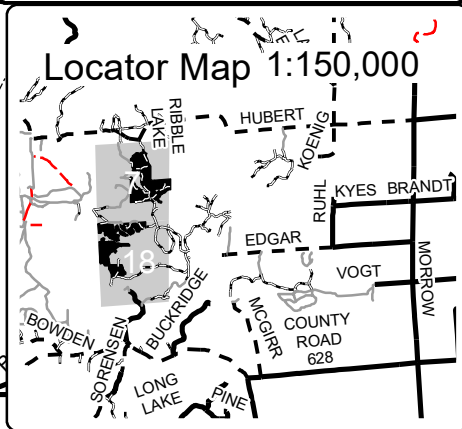 Locator Map 1:150,000
RIBBLE
LAKE
HUBERT
KOENIG
RUHL
KYES
BRANDT
7
EDGAR
MORROW
18
VOGT
BUCKRIDGE
MCGIRR
COUNTY
ROAD
628
BOWDEN
SORENSEN
LONG
LAKE
PINE